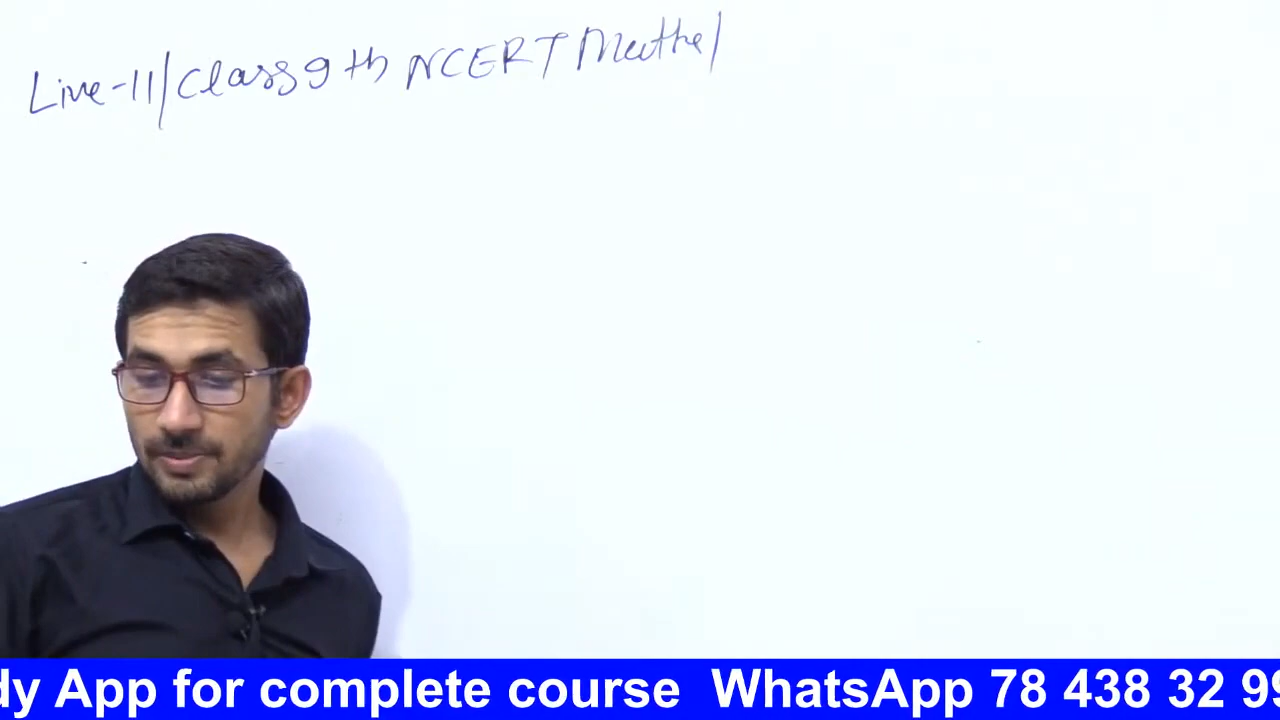 Live-11/Class 9th NCERT Maths/
dy App for complete course WhatsApp 78 438 32 99